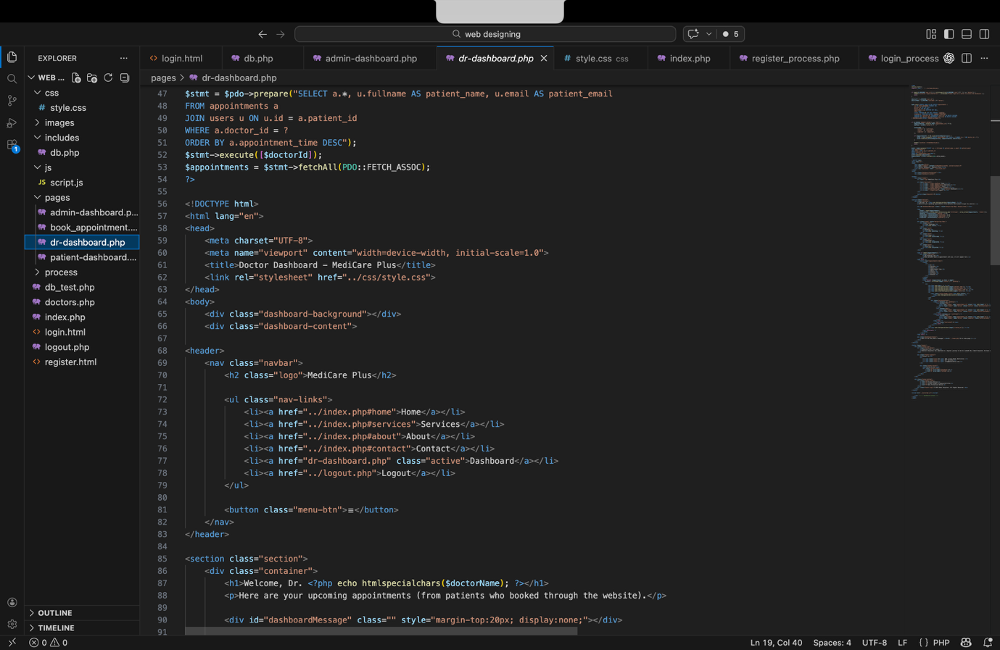 web designing
5
EXPLORER
login.html
db.php
admin-dashboard.php
dr-dashboard.php
style.css css
index.php
register_process.php
login_process
WEB ...
pages > dr-dashboard.php
css
style.css
images
includes
db.php
js
JS script.js
pages
admin-dashboard.p...
book_appointment....
dr-dashboard.php
patient-dashboard....
process
db_test.php
doctors.php
index.php
login.html
logout.php
register.html
OUTLINE
TIMELINE
1
47 $stmt = $pdo->prepare("SELECT a.*, u.fullname AS patient_name, u.email AS patient_email
48 FROM appointments a
49 JOIN users u ON u.id = a.patient_id
50 WHERE a.doctor_id = ?
51 ORDER BY a.appointment_time DESC");
52 $stmt->execute([$doctorId]);
53 $appointments = $stmt->fetchAll(PDO::FETCH_ASSOC);
54 ?>
55
56 <!DOCTYPE html>
57 <html lang="en">
58 <head>
59     <meta charset="UTF-8">
60     <meta name="viewport" content="width=device-width, initial-scale=1.0">
61     <title>Doctor Dashboard - MediCare Plus</title>
62     <link rel="stylesheet" href="../css/style.css">
63 </head>
64 <body>
65     <div class="dashboard-background"></div>
66     <div class="dashboard-content">
67
68 <header>
69     <nav class="navbar">
70         <h2 class="logo">MediCare Plus</h2>
71
72         <ul class="nav-links">
73             <li><a href="../index.php#home">Home</a></li>
74             <li><a href="../index.php#services">Services</a></li>
75             <li><a href="../index.php#about">About</a></li>
76             <li><a href="../index.php#contact">Contact</a></li>
77             <li><a href="dr-dashboard.php" class="active">Dashboard</a></li>
78             <li><a href="../logout.php">Logout</a></li>
79         </ul>
80
81         <button class="menu-btn">≡</button>
82     </nav>
83 </header>
84
85 <section class="section">
86     <div class="container">
87         <h1>Welcome, Dr. <?php echo htmlspecialchars($doctorName); ?></h1>
88         <p>Here are your upcoming appointments (from patients who booked through the website).</p>
89
90         <div id="dashboardMessage" class="" style="margin-top:20px; display:none;"></div>
91
0 0
Ln 19, Col 40
Spaces: 4
UTF-8
LF
{ } PHP